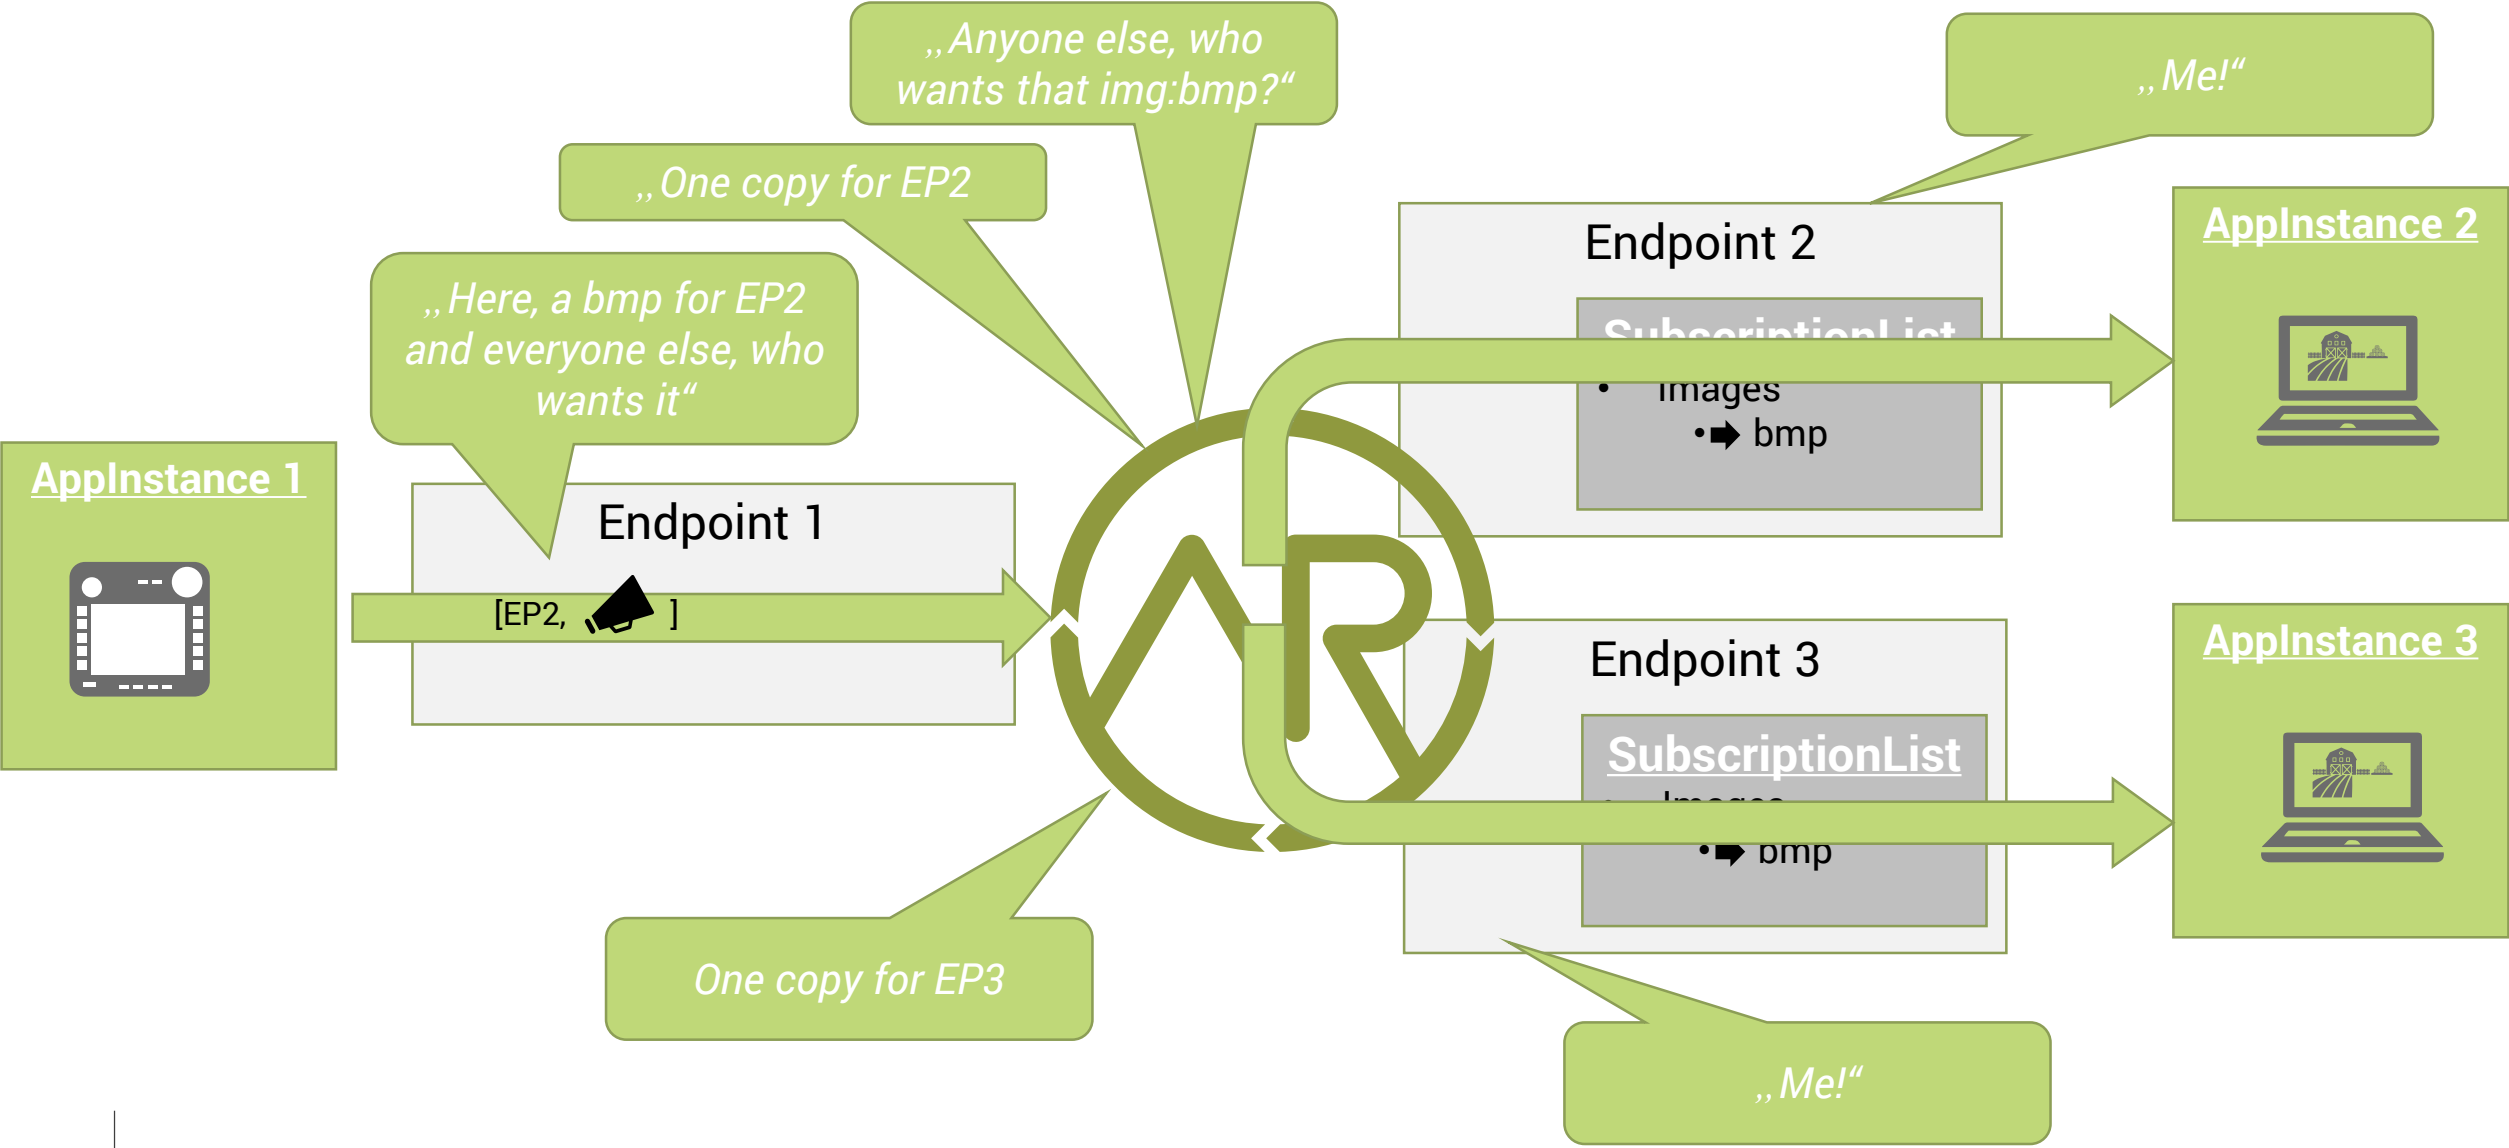 „Anyone else, who
wants that img:bmp?“
„Me!“
„One copy for EP2
„Here, a bmp for EP2
and everyone else, who
wants it“
AppInstance 1
Endpoint 1
[EP2, ]
Endpoint 2
SubscriptionList
• Images
• bmp
AppInstance 2
Endpoint 3
SubscriptionList
• Images
• bmp
AppInstance 3
One copy for EP3
„Me!“